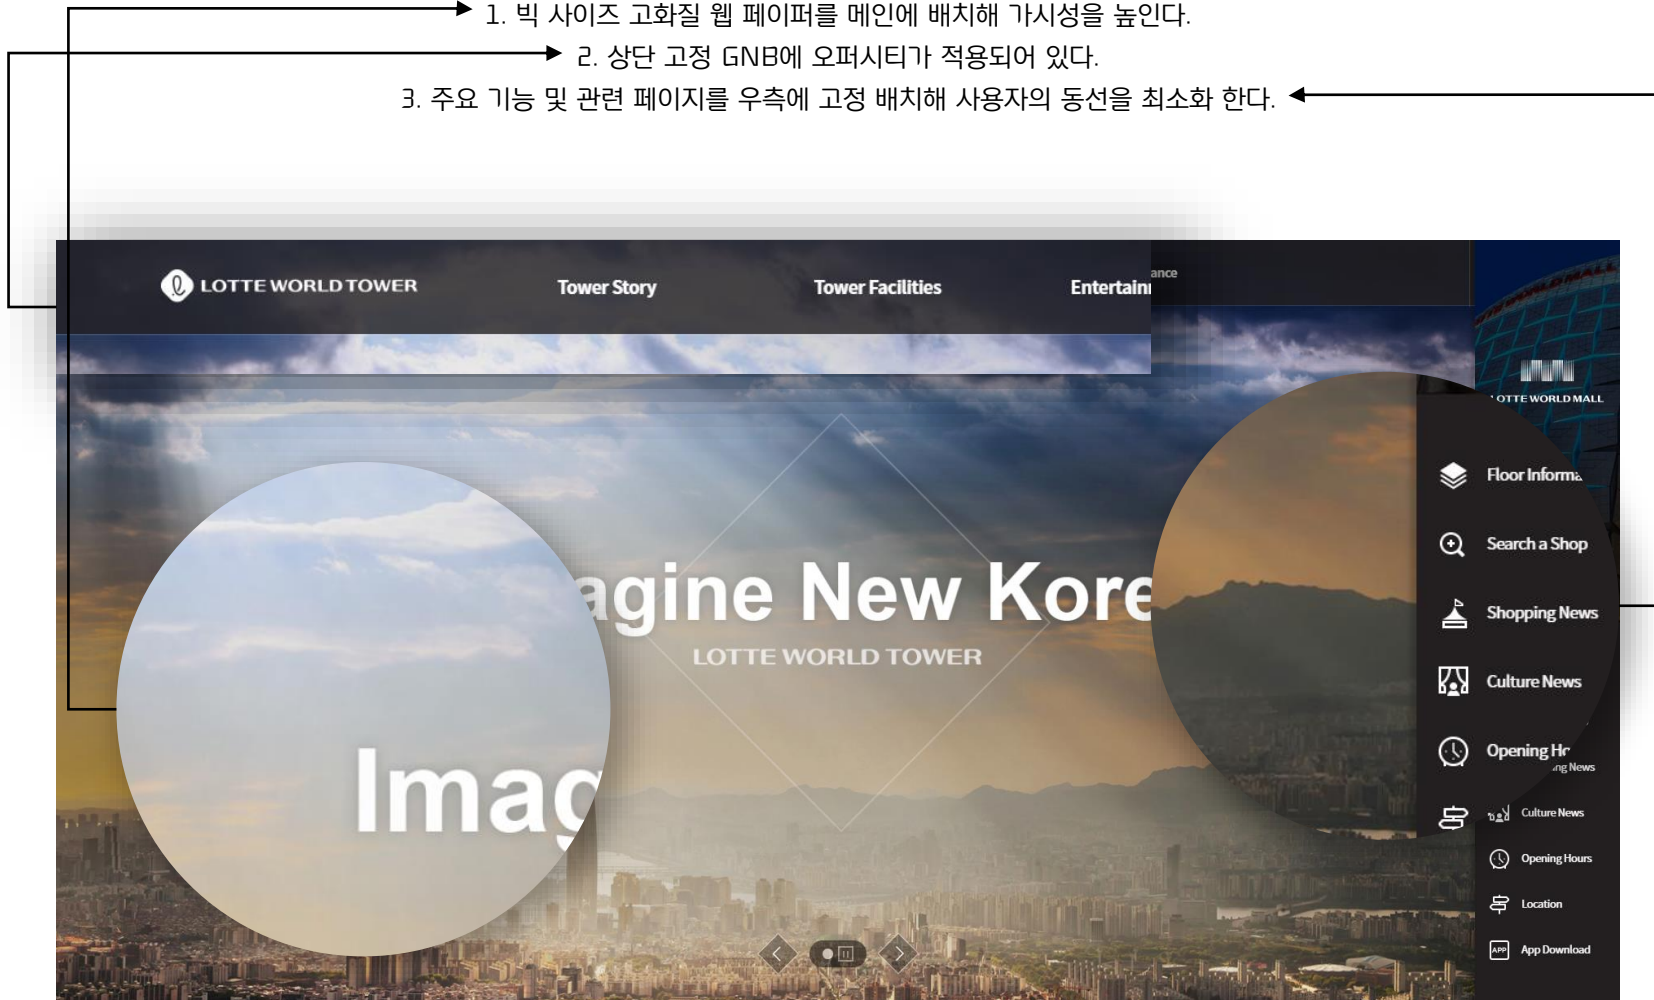 1. 빅 사이즈 고화질 웹 페이퍼를 메인에 배치해 가시성을 높인다.
2. 상단 고정 GNB에 오퍼시티가 적용되어 있다.
3. 주요 기능 및 관련 페이지를 우측에 고정 배치해 사용자의 동선을 최소화 한다.
LOTTE WORLD TOWER
Tower Story
Tower Facilities
Entertainn
ance
LOTTE WORLD MALL
Floor Informa
Search a Shop
Shopping News
Culture News
Opening Ho
ing News
Culture News
Opening Hours
Location
APP App Download
agine New Kore
LOTTE WORLD TOWER
Imag